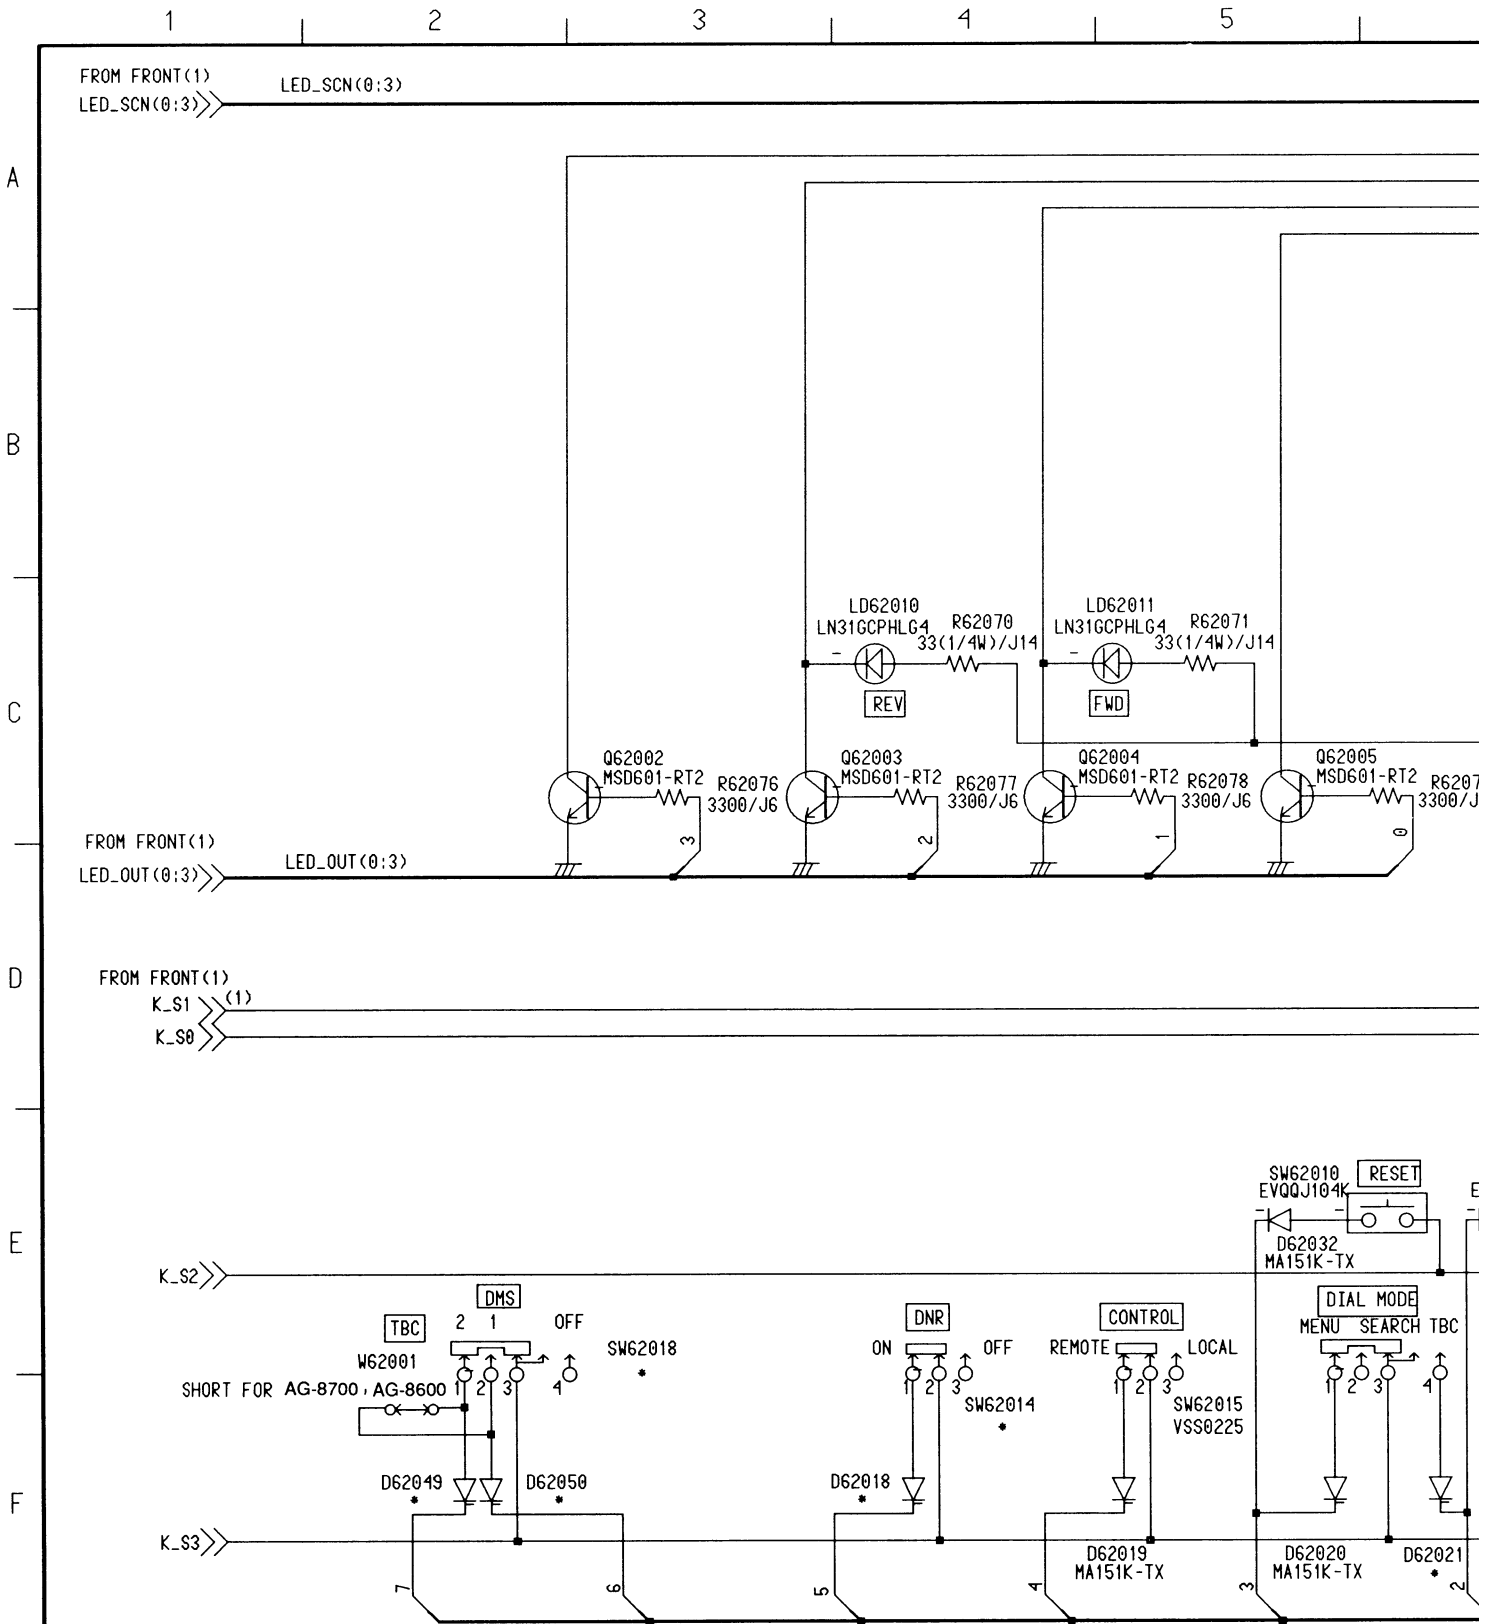 1 2 3 4 5
FROM FRONT(1)
LED_SCN(0:3)
LED_SCN(0:3)
A
B
LD62010
LN31GCPHLG4
R62070
33(1/4W)/J14
LD62011
LN31GCPHLG4
R62071
33(1/4W)/J14
REV
FWD
C
Q62002
MSD601-RT2
R62076
3300/J6
Q62003
MSD601-RT2
R62077
3300/J6
Q62004
MSD601-RT2
R62078
3300/J6
Q62005
MSD601-RT2
R6207
3300/J
3
2
1
0
FROM FRONT(1)
LED_OUT(0:3)
LED_OUT(0:3)
D
FROM FRONT(1)
K_S1
(1)
K_S0
SW62010
EVQQJ104K
RESET
E
D62032
MA151K-TX
E
K_S2
DMS
TBC
2 1 OFF
SW62018
*
W62001
SHORT FOR AG-8700, AG-8600
1 2 3 4
DNR
ON OFF
1 2 3
SW62014
*
CONTROL
REMOTE LOCAL
1 2 3
SW62015
VSS0225
DIAL MODE
MENU SEARCH TBC
1 2 3 4
D62049
*
D62050
*
D62018
*
F
K_S3
D62019
MA151K-TX
D62020
MA151K-TX
D62021
*
7
6
5
4
3
2